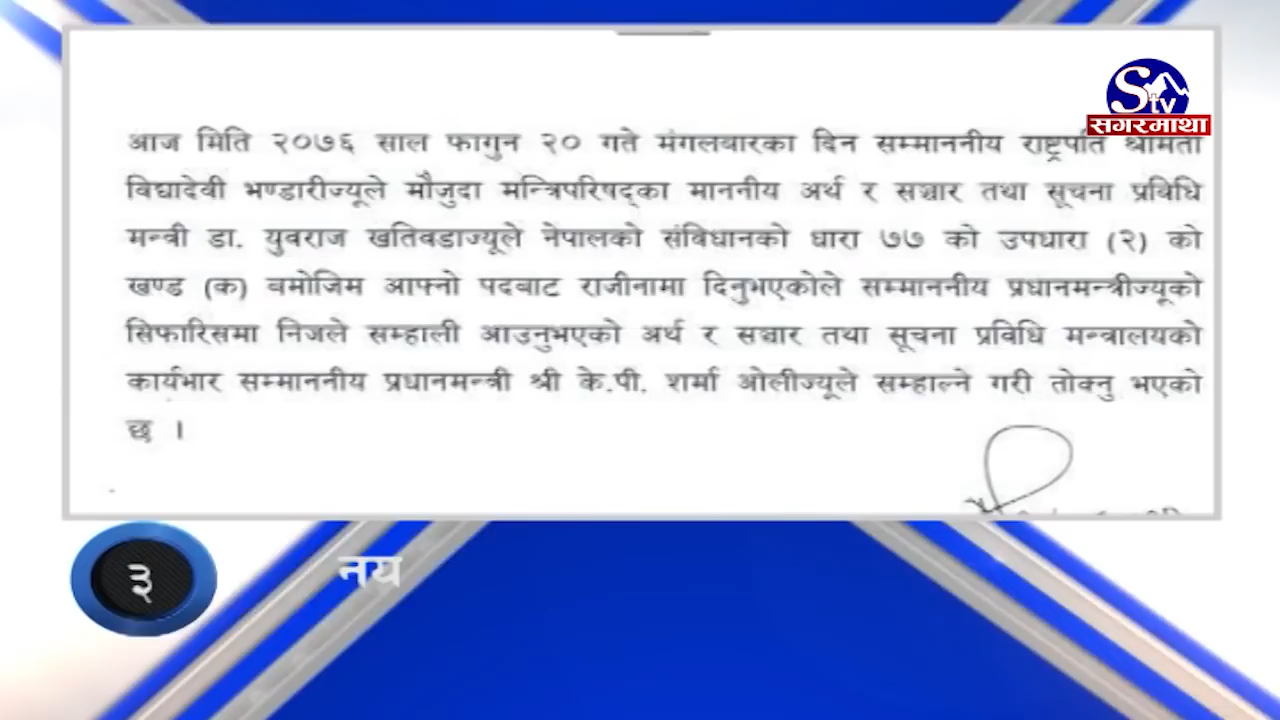 STV
सगरमाथा
आज मिति २०७६ साल फागुन २० गते मंगलबारका दिन सम्माननीय राष्ट्रपति श्रीमती
विद्यादेवी भण्डारीज्यूले मौजुदा मन्त्रिपरिषद्का माननीय अर्थ र सञ्चार तथा सूचना प्रविधि
मन्त्री डा. युवराज खतिवडाज्यूले नेपालको संविधानको धारा ७७ को उपधारा (२) को
खण्ड (क) बमोजिम आफ्नो पदबाट राजीनामा दिनुभएकोले सम्माननीय प्रधानमन्त्रीज्यूको
सिफारिसमा निजले सम्हाली आउनुभएको अर्थ र सञ्चार तथा सूचना प्रविधि मन्त्रालयको
कार्यभार सम्माननीय प्रधानमन्त्री श्री के.पी. शर्मा ओलीज्यूले सम्हाल्ने गरी तोक्नु भएको
छ ।
३
नय